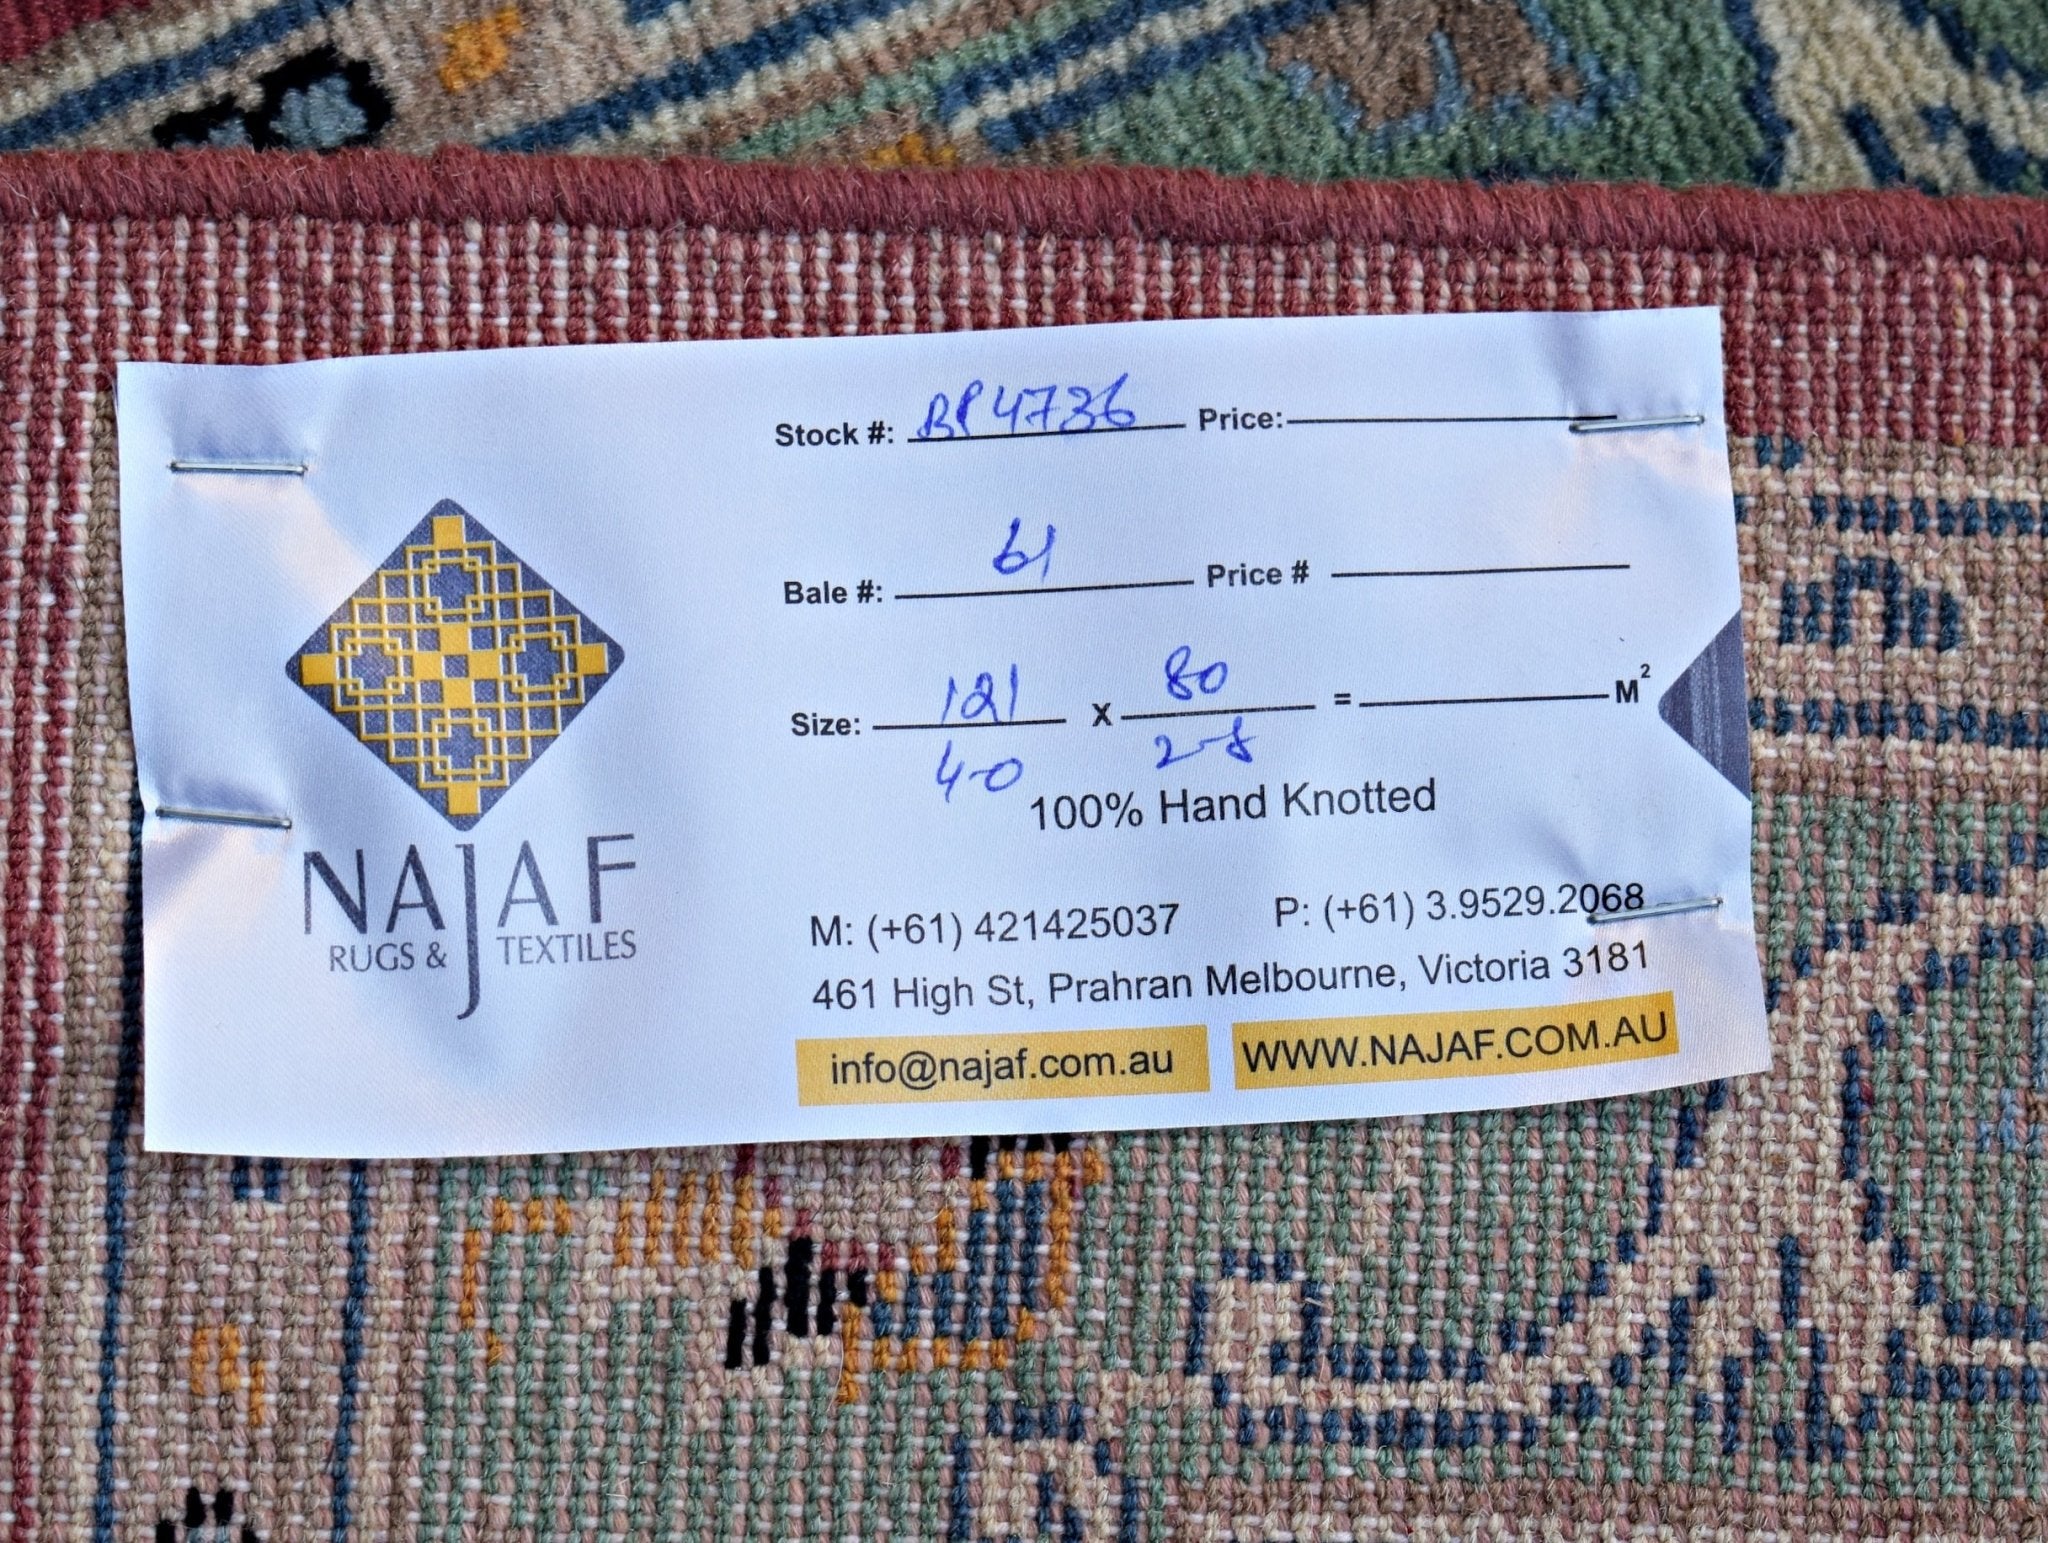 Stock #: BP4736 Price:
Bale #: 61 Price #
Size: 121 x 80 = M²
4-0 2-8
100% Hand Knotted
NAJAF
RUGS & TEXTILES
M: (+61) 421425037 P: (+61) 3.9529.2068
461 High St, Prahran Melbourne, Victoria 3181
info@najaf.com.au WWW.NAJAF.COM.AU